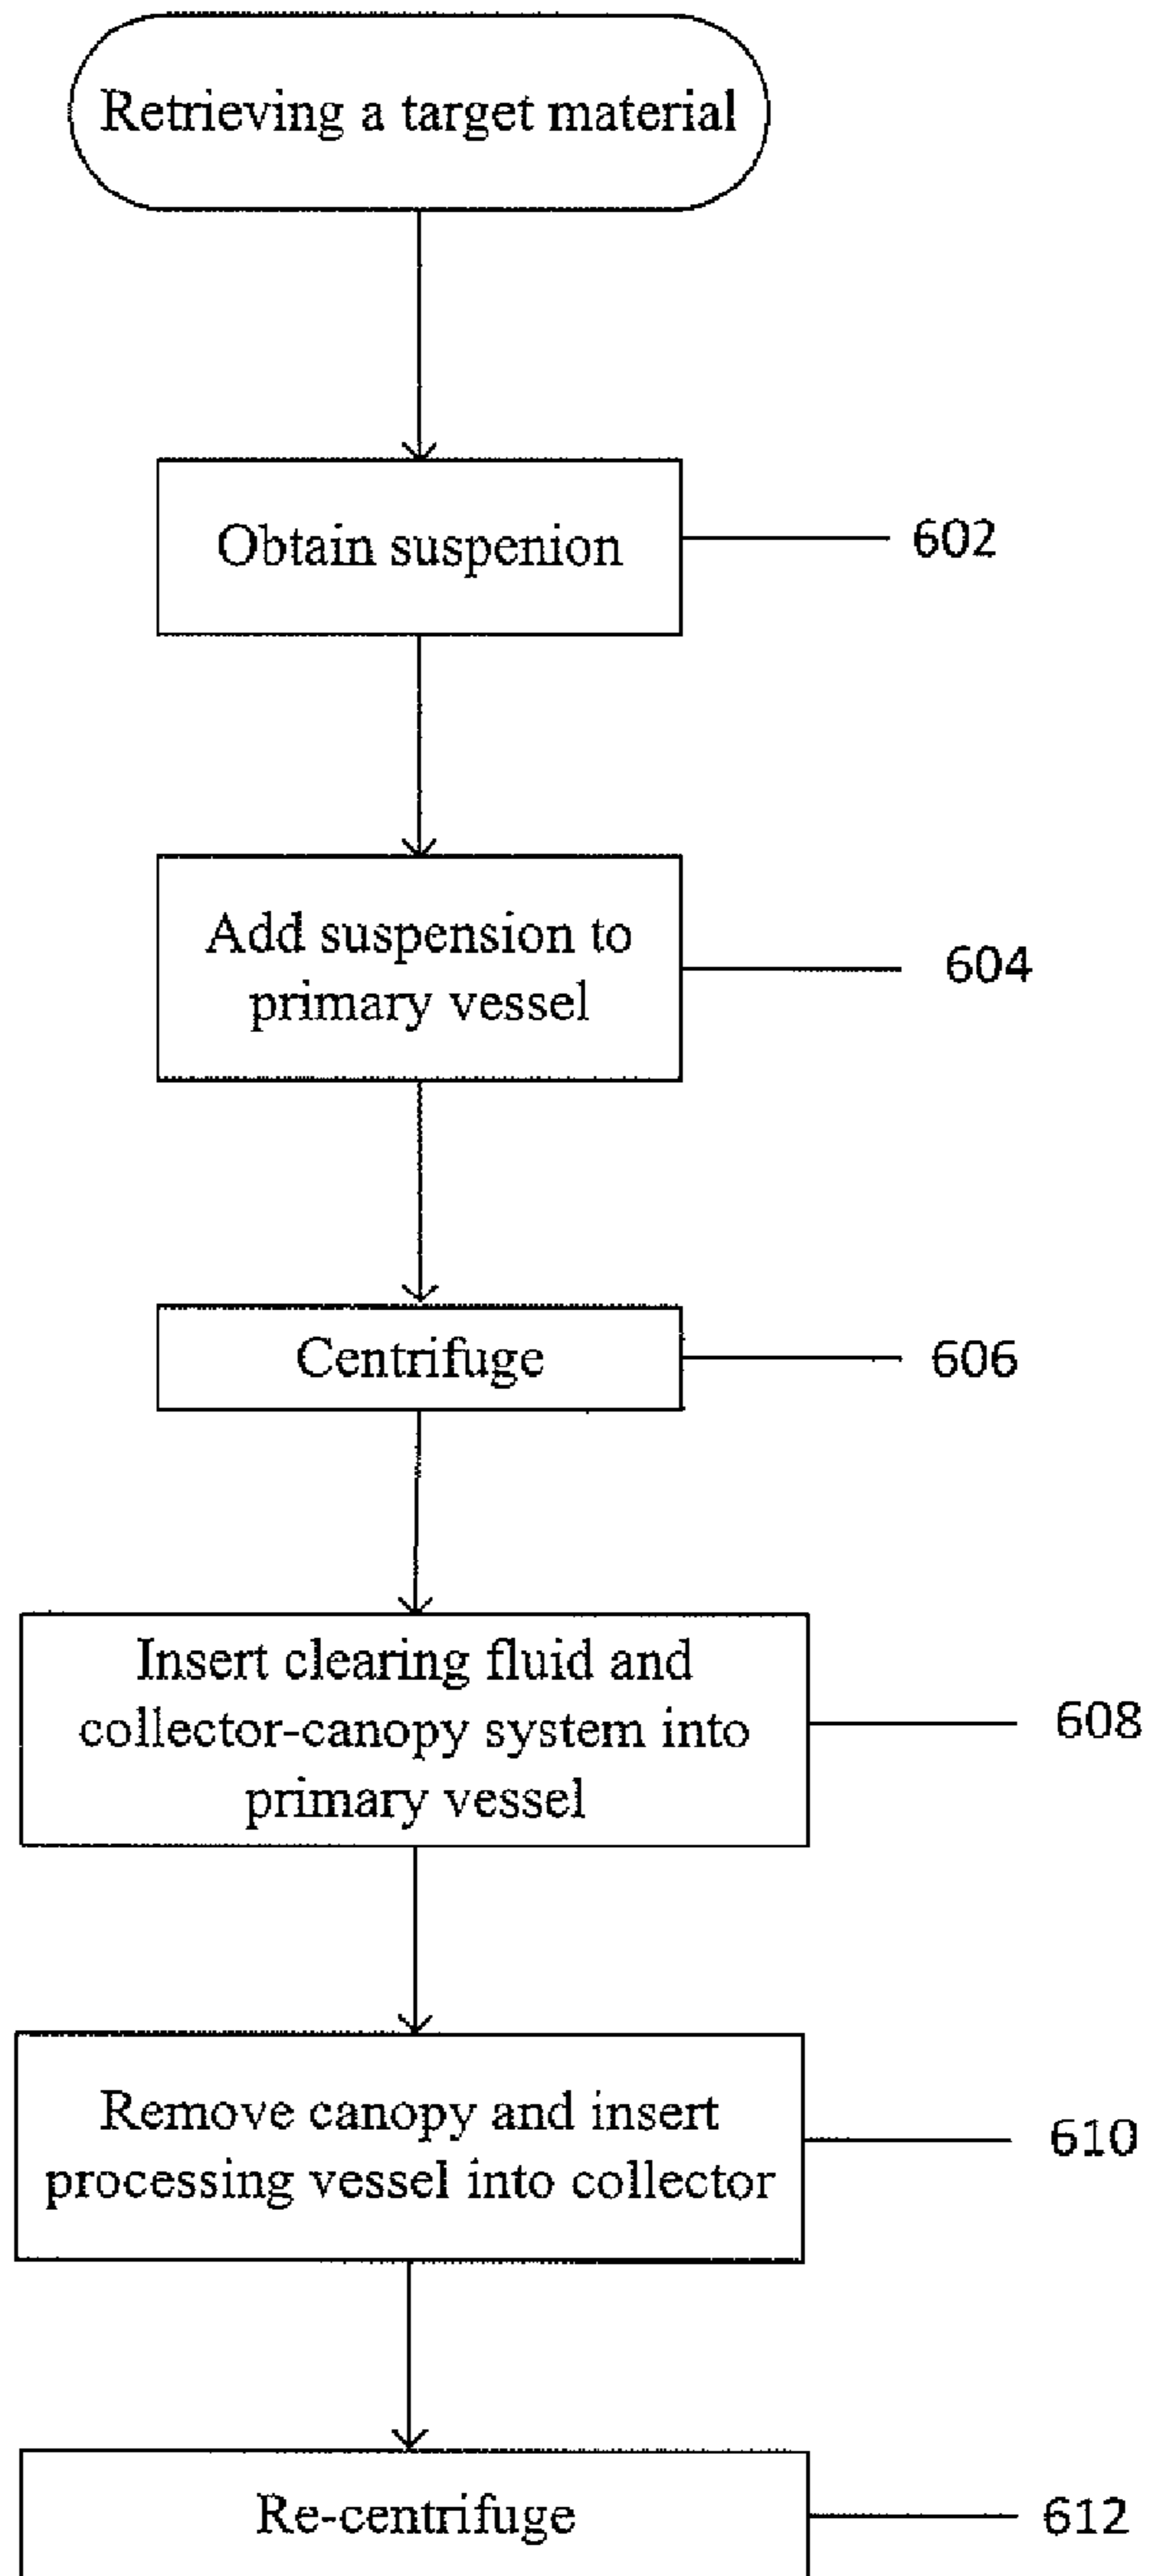 Retrieving a target material
Obtain suspenion
602
Add suspension to
primary vessel
604
Centrifuge
606
Insert clearing fluid and
collector-canopy system into
primary vessel
608
Remove canopy and insert
processing vessel into collector
610
Re-centrifuge
612